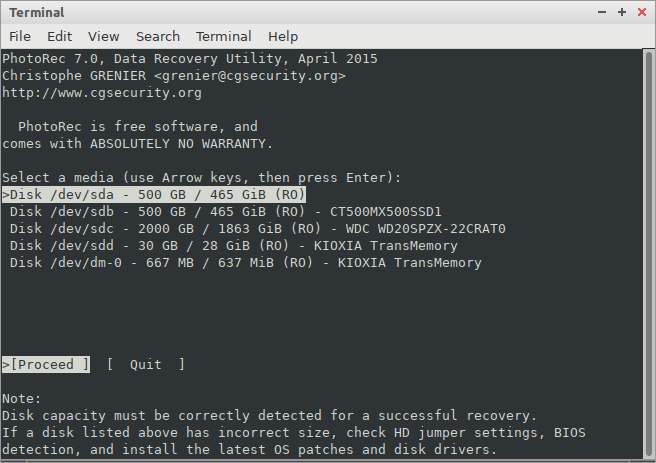 Terminal
File Edit View Search Terminal Help
PhotoRec 7.0, Data Recovery Utility, April 2015
Christophe GRENIER <grenier@cgsecurity.org>
http://www.cgsecurity.org
PhotoRec is free software, and
comes with ABSOLUTELY NO WARRANTY.
Select a media (use Arrow keys, then press Enter):
>Disk /dev/sda - 500 GB / 465 GiB (RO)
Disk /dev/sdb - 500 GB / 465 GiB (RO) - CT500MX500SSD1
Disk /dev/sdc - 2000 GB / 1863 GiB (RO) - WDC WD20SPZX-22CRAT0
Disk /dev/sdd - 30 GB / 28 GiB (RO) - KIOXIA TransMemory
Disk /dev/dm-0 - 667 MB / 637 MiB (RO) - KIOXIA TransMemory
>[Proceed ]  [  Quit  ]
Note:
Disk capacity must be correctly detected for a successful recovery.
If a disk listed above has incorrect size, check HD jumper settings, BIOS
detection, and install the latest OS patches and disk drivers.